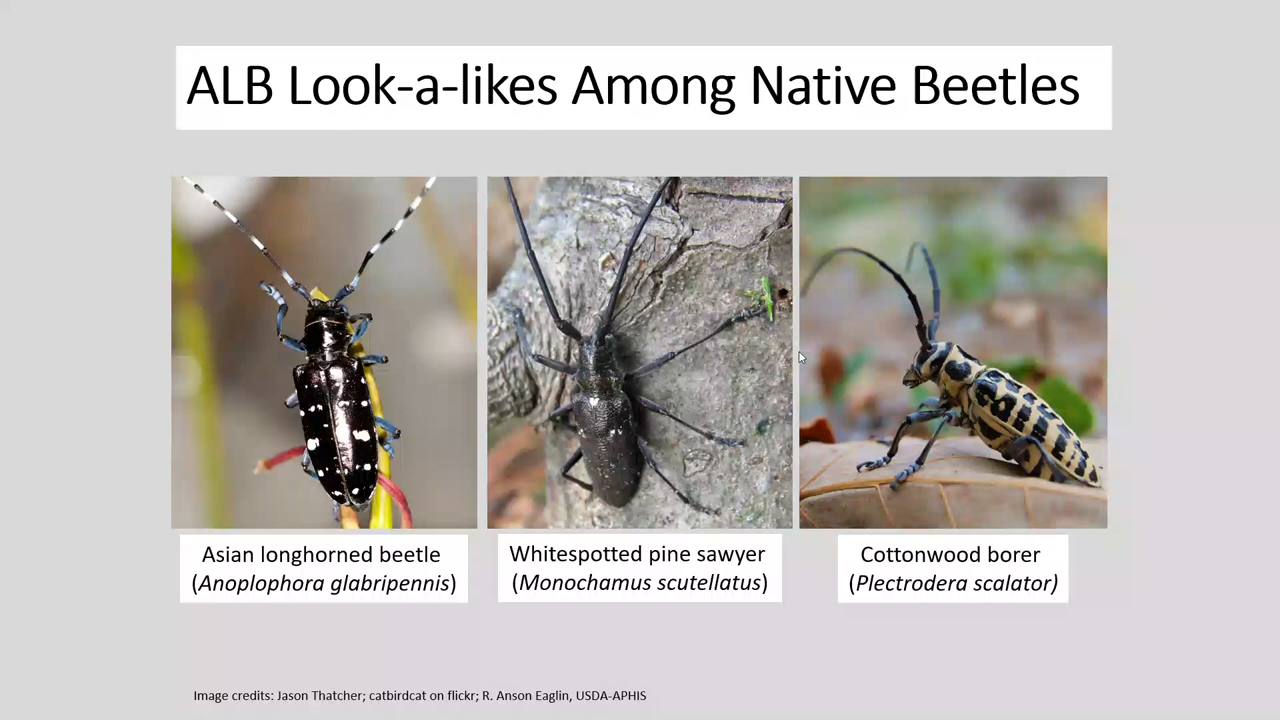 ALB Look-a-likes Among Native Beetles
Asian longhorned beetle
(Anoplophora glabripennis)
Whitespotted pine sawyer
(Monochamus scutellatus)
Cottonwood borer
(Plectrodera scalator)
Image credits: Jason Thatcher; catbirdcat on flickr; R. Anson Eaglin, USDA-APHIS